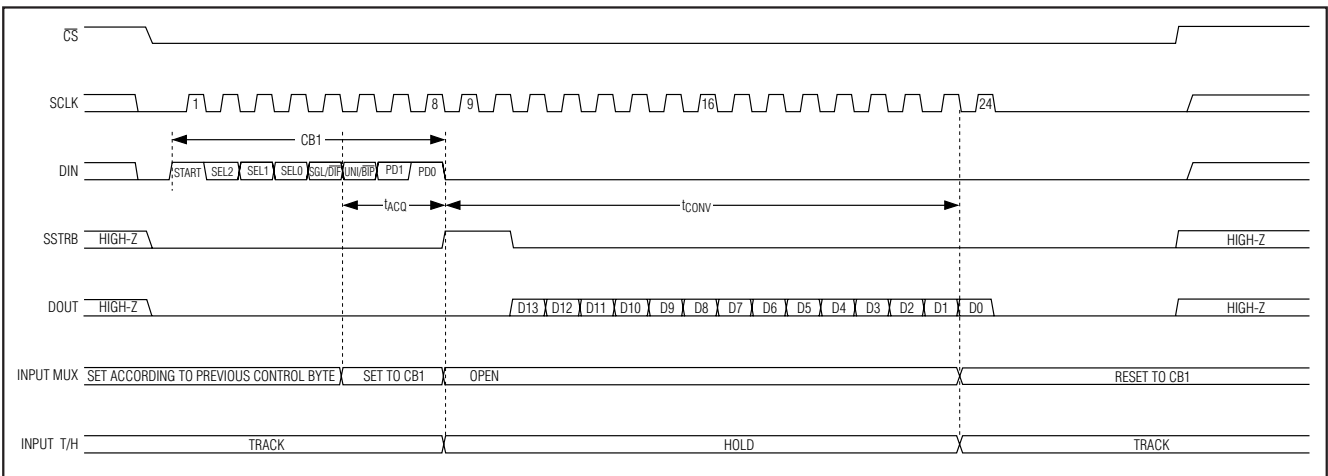 CS
SCLK 1 8 9 16 24
CB1
DIN START SEL2 SEL1 SEL0 SGL/DIF UNI/BIP PD1 PD0
tACQ tCONV
SSTRB HIGH-Z HIGH-Z
DOUT HIGH-Z D13 D12 D11 D10 D9 D8 D7 D6 D5 D4 D3 D2 D1 D0 HIGH-Z
INPUT MUX SET ACCORDING TO PREVIOUS CONTROL BYTE SET TO CB1 OPEN RESET TO CB1
INPUT T/H TRACK HOLD TRACK